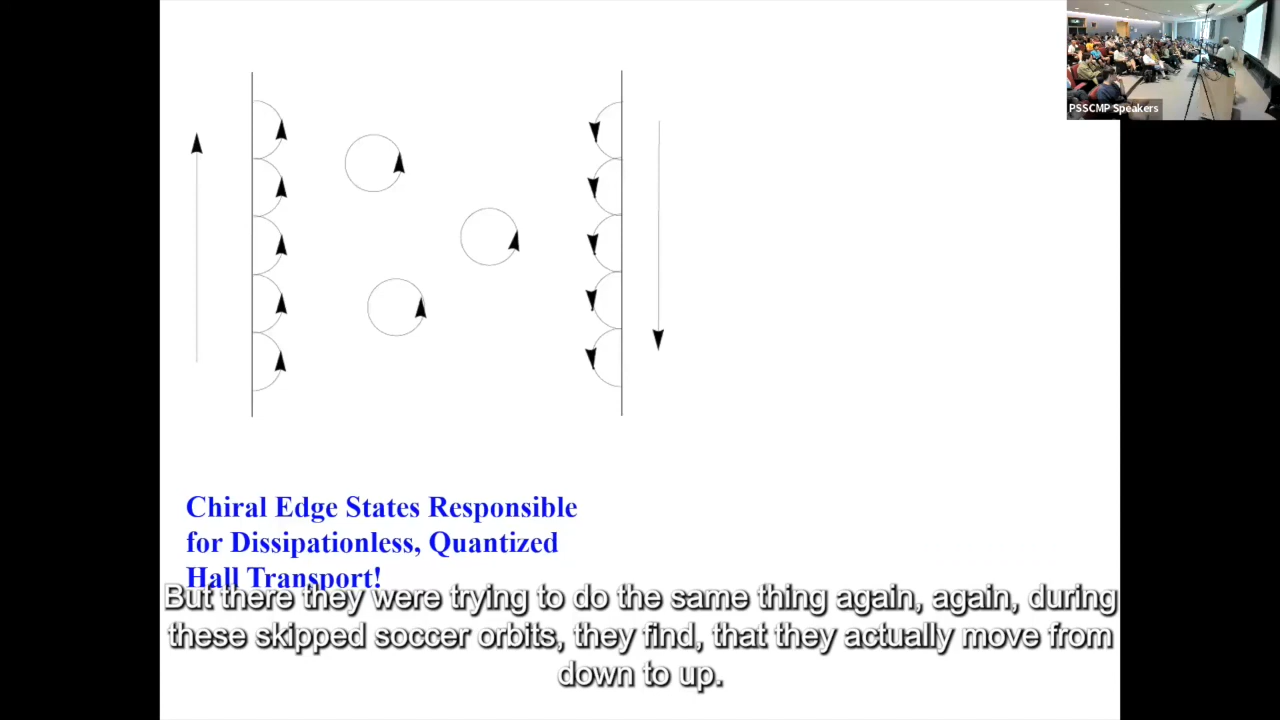 PSSCMP Speakers
Chiral Edge States Responsible
for Dissipationless, Quantized
Hall Transport!
But there they were trying to do the same thing again, again, during
these skipped soccer orbits, they find, that they actually move from
down to up.